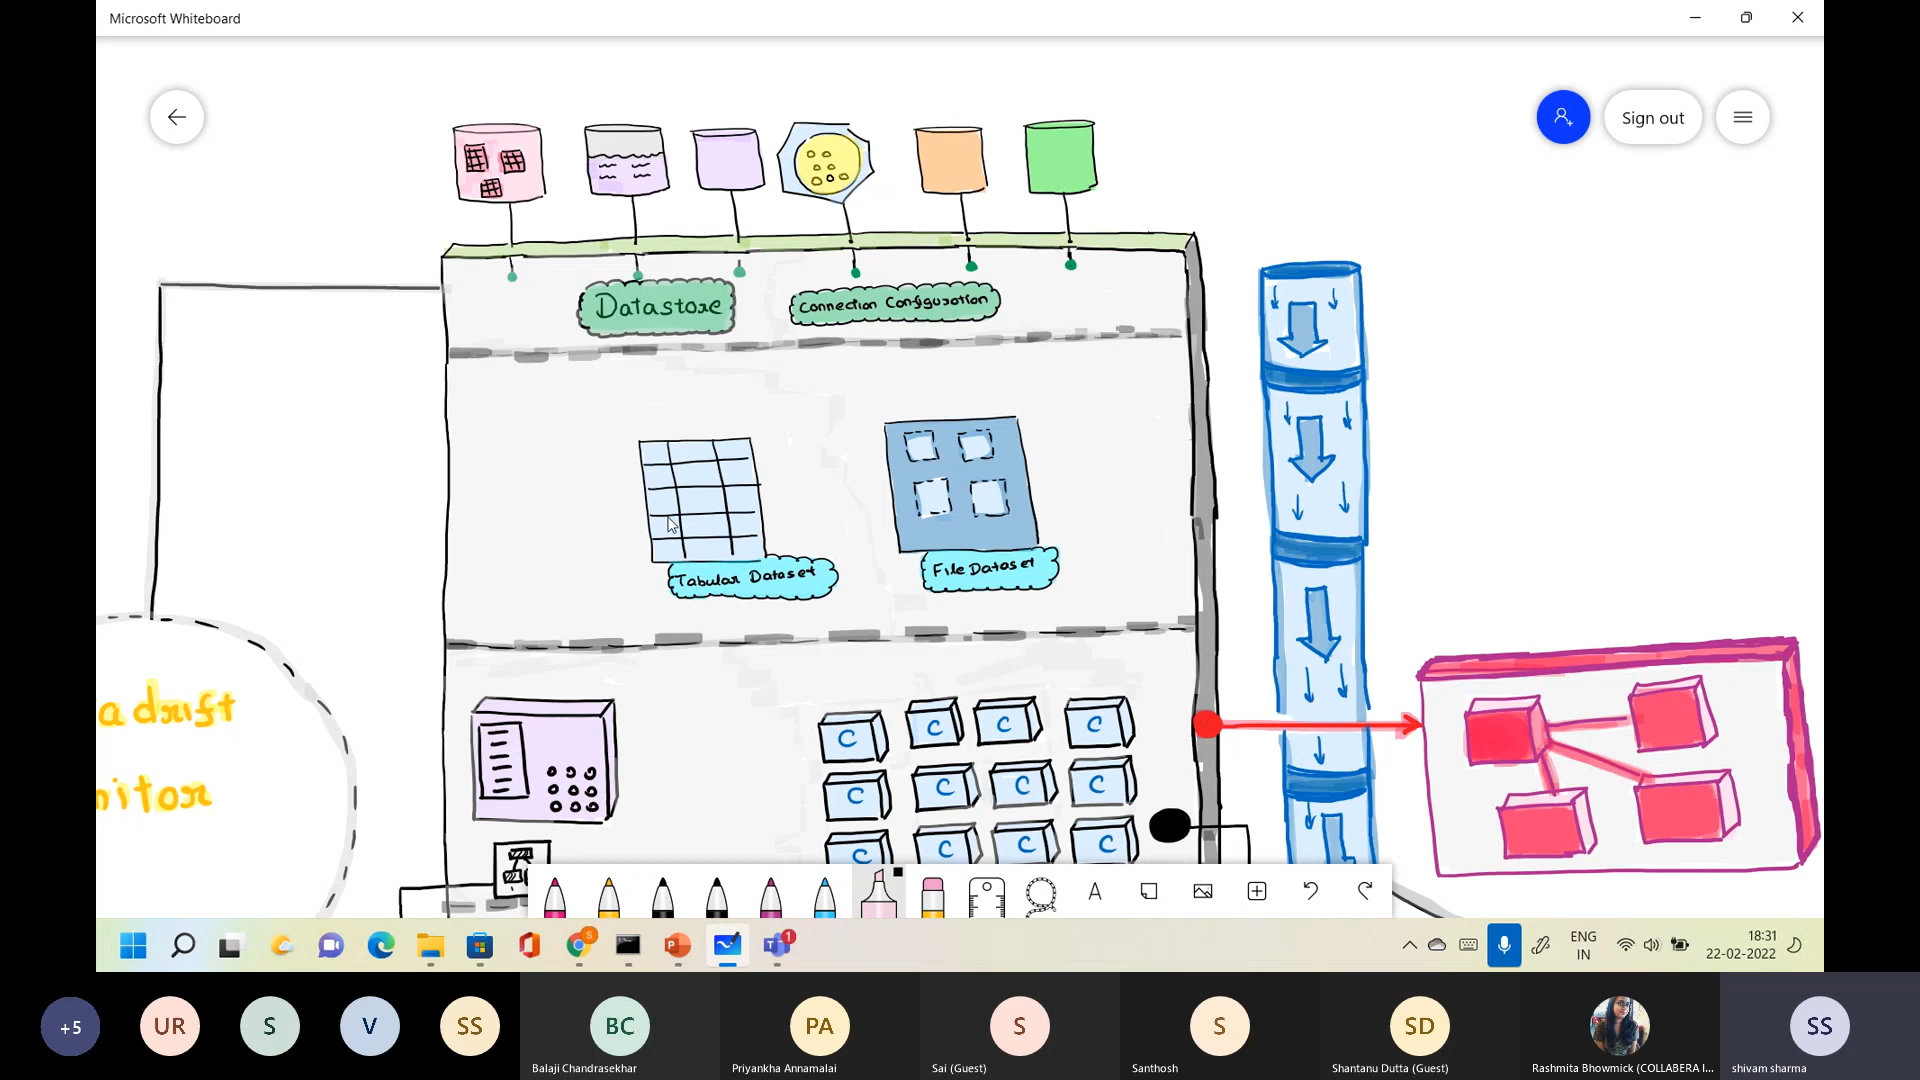 Microsoft Whiteboard
Sign out
Datastore
Connection Configuration
Tabular Dataset
File Dataset
a drift
nitor
C C C C
C C C C
C C C C
A
S
1
ENG
IN
18:31
22-02-2022
+5
UR
S
V
SS
BC
PA
S
S
SD
SS
Balaji Chandrasekhar
Priyankha Annamalai
Sai (Guest)
Santhosh
Shantanu Dutta (Guest)
Rashmita Bhowmick (COLLABERA I...
shivam sharma